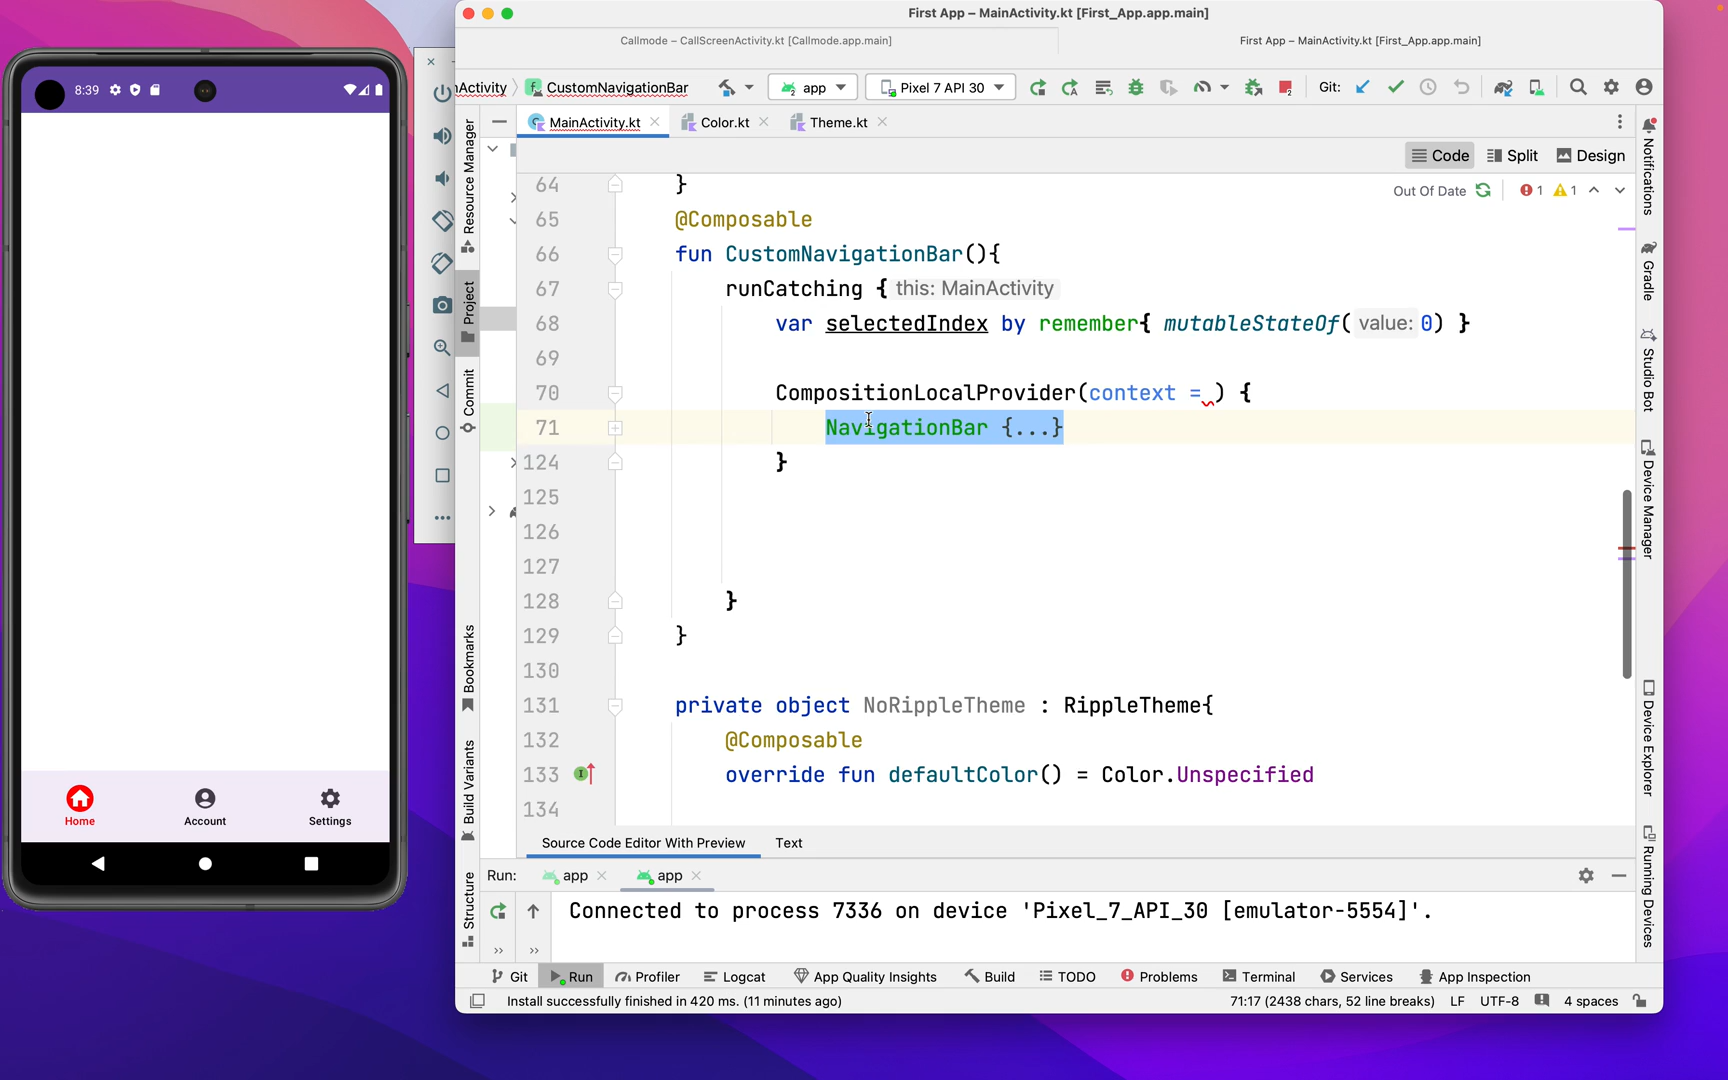 First App – MainActivity.kt [First_App.app.main]
Callmode – CallScreenActivity.kt [Callmode.app.main]
First App – MainActivity.kt [First_App.app.main]
Activity
CustomNavigationBar
app
Pixel 7 API 30
Git:
MainActivity.kt
Color.kt
Theme.kt
Code
Split
Design
Out Of Date
1
1
64 }
65 @Composable
66 fun CustomNavigationBar(){
67 runCatching { this: MainActivity
68 var selectedIndex by remember{ mutableStateOf( value: 0) }
69
70 CompositionLocalProvider(context = ) {
71 NavigationBar {...}
124 }
125
126
127
128 }
129 }
130
131 private object NoRippleTheme : RippleTheme{
132 @Composable
133 override fun defaultColor() = Color.Unspecified
134
Source Code Editor With Preview
Text
Run:
app
app
Connected to process 7336 on device 'Pixel_7_API_30 [emulator-5554]'.
Git
Run
Profiler
Logcat
App Quality Insights
Build
TODO
Problems
Terminal
Services
App Inspection
Install successfully finished in 420 ms. (11 minutes ago)
71:17 (2438 chars, 52 line breaks)
LF
UTF-8
4 spaces
Resource Manager
Project
Commit
Bookmarks
Build Variants
Structure
Notifications
Gradle
Studio Bot
Device Manager
Device Explorer
Running Devices
8:39
Home
Account
Settings